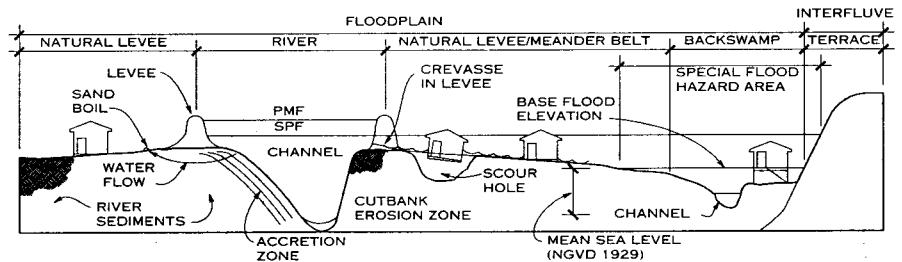 FLOODPLAIN
INTERFLUVE
NATURAL LEVEE
RIVER
NATURAL LEVEE/MEANDER BELT
BACKSWAMP
TERRACE
LEVEE
CREVASSE
IN LEVEE
SPECIAL FLOOD
HAZARD AREA
SAND
BOIL
PMF
SPF
BASE FLOOD
ELEVATION
CHANNEL
WATER
FLOW
SCOUR
HOLE
RIVER
SEDIMENTS
CUTBANK
EROSION ZONE
CHANNEL
ACCRETION
ZONE
MEAN SEA LEVEL
(NGVD 1929)